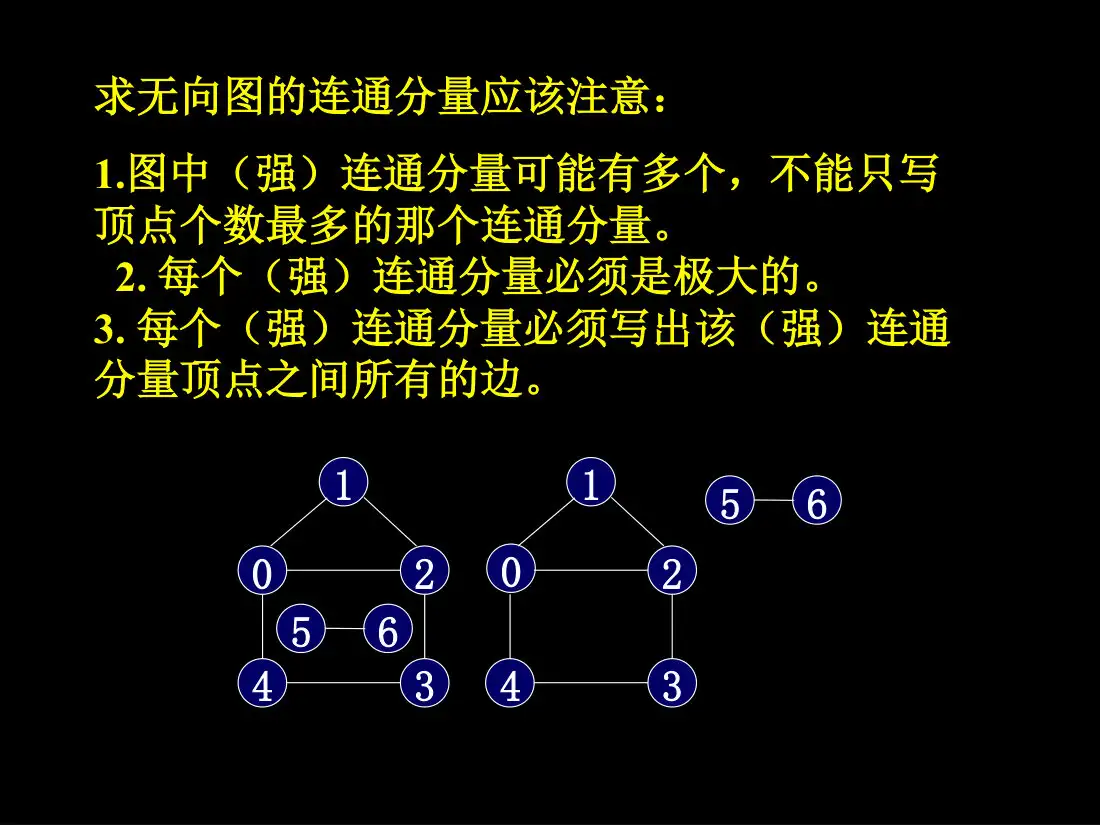 求无向图的连通分量应该注意：
1.图中（强）连通分量可能有多个，不能只写
顶点个数最多的那个连通分量。
2. 每个（强）连通分量必须是极大的。
3. 每个（强）连通分量必须写出该（强）连通
分量顶点之间所有的边。
1 1
5 6
0 2 0 2
5 6
4 3 4 3